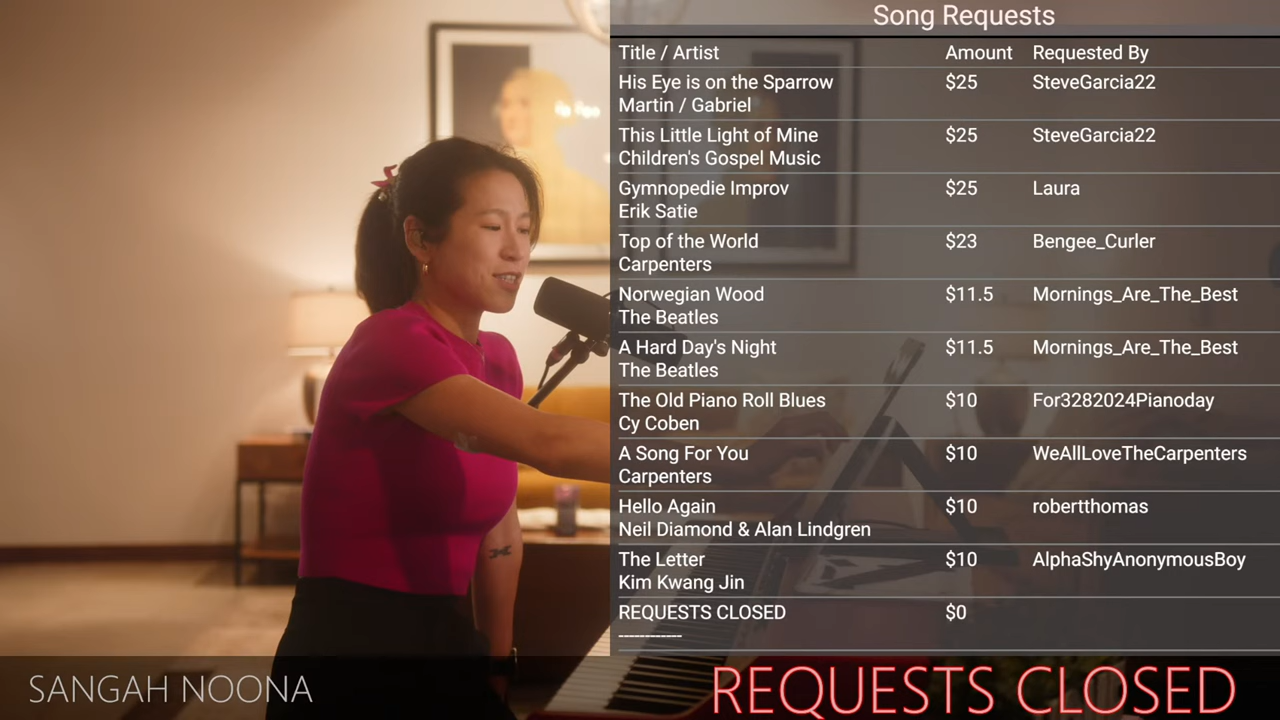 Song Requests
Title / Artist Amount Requested By
His Eye is on the Sparrow $25 SteveGarcia22
Martin / Gabriel
This Little Light of Mine $25 SteveGarcia22
Children's Gospel Music
Gymnopedie Improv $25 Laura
Erik Satie
Top of the World $23 Bengee_Curler
Carpenters
Norwegian Wood $11.5 Mornings_Are_The_Best
The Beatles
A Hard Day's Night $11.5 Mornings_Are_The_Best
The Beatles
The Old Piano Roll Blues $10 For3282024Pianoday
Cy Coben
A Song For You $10 WeAllLoveTheCarpenters
Carpenters
Hello Again $10 robertthomas
Neil Diamond & Alan Lindgren
The Letter $10 AlphaShyAnonymousBoy
Kim Kwang Jin
REQUESTS CLOSED $0
------------
SANGAH NOONA REQUESTS CLOSED